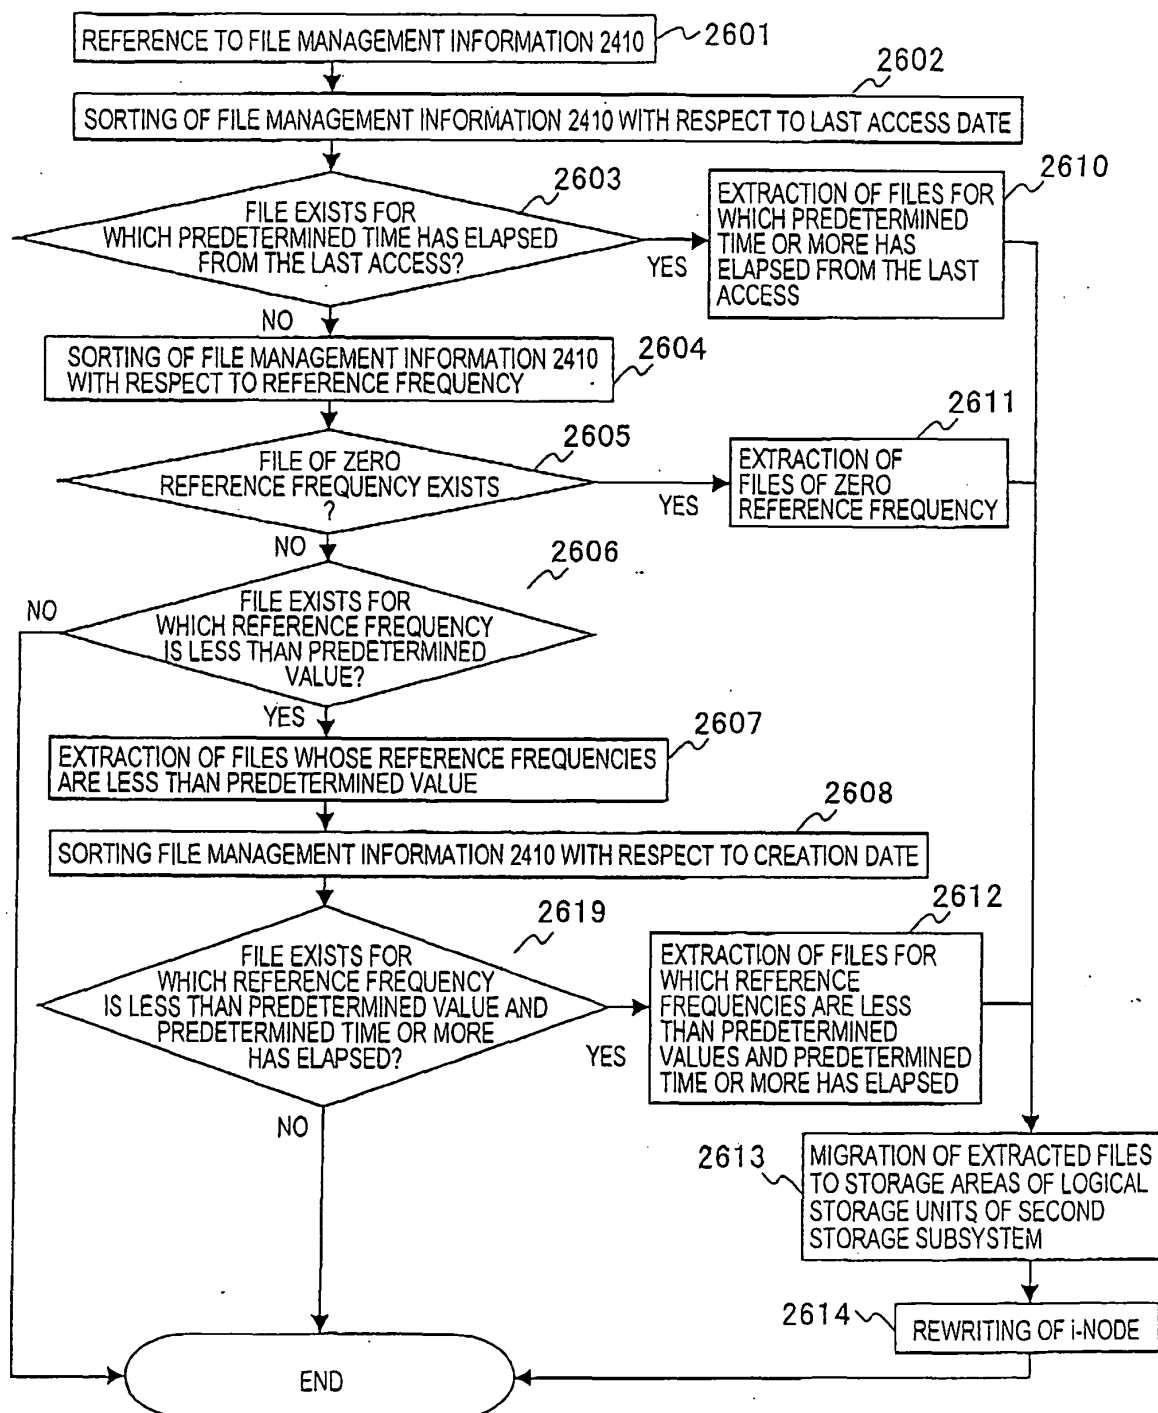 REFERENCE TO FILE MANAGEMENT INFORMATION 2410
2601
2602
SORTING OF FILE MANAGEMENT INFORMATION 2410 WITH RESPECT TO LAST ACCESS DATE
2603
FILE EXISTS FOR
WHICH PREDETERMINED TIME HAS ELAPSED
FROM THE LAST ACCESS?
YES
NO
2610
EXTRACTION OF FILES FOR
WHICH PREDETERMINED
TIME OR MORE HAS
ELAPSED FROM THE LAST
ACCESS
SORTING OF FILE MANAGEMENT INFORMATION 2410
WITH RESPECT TO REFERENCE FREQUENCY
2604
2605
FILE OF ZERO
REFERENCE FREQUENCY EXISTS
?
YES
NO
2611
EXTRACTION OF
FILES OF ZERO
REFERENCE FREQUENCY
2606
NO
FILE EXISTS FOR
WHICH REFERENCE FREQUENCY
IS LESS THAN PREDETERMINED
VALUE?
YES
2607
EXTRACTION OF FILES WHOSE REFERENCE FREQUENCIES
ARE LESS THAN PREDETERMINED VALUE
2608
SORTING FILE MANAGEMENT INFORMATION 2410 WITH RESPECT TO CREATION DATE
2619
FILE EXISTS FOR
WHICH REFERENCE FREQUENCY
IS LESS THAN PREDETERMINED VALUE AND
PREDETERMINED TIME OR MORE
HAS ELAPSED?
YES
NO
2612
EXTRACTION OF FILES FOR
WHICH REFERENCE
FREQUENCIES ARE LESS
THAN PREDETERMINED
VALUES AND PREDETERMINED
TIME OR MORE HAS ELAPSED
2613
MIGRATION OF EXTRACTED FILES
TO STORAGE AREAS OF LOGICAL
STORAGE UNITS OF SECOND
STORAGE SUBSYSTEM
2614
REWRITING OF i-NODE
END